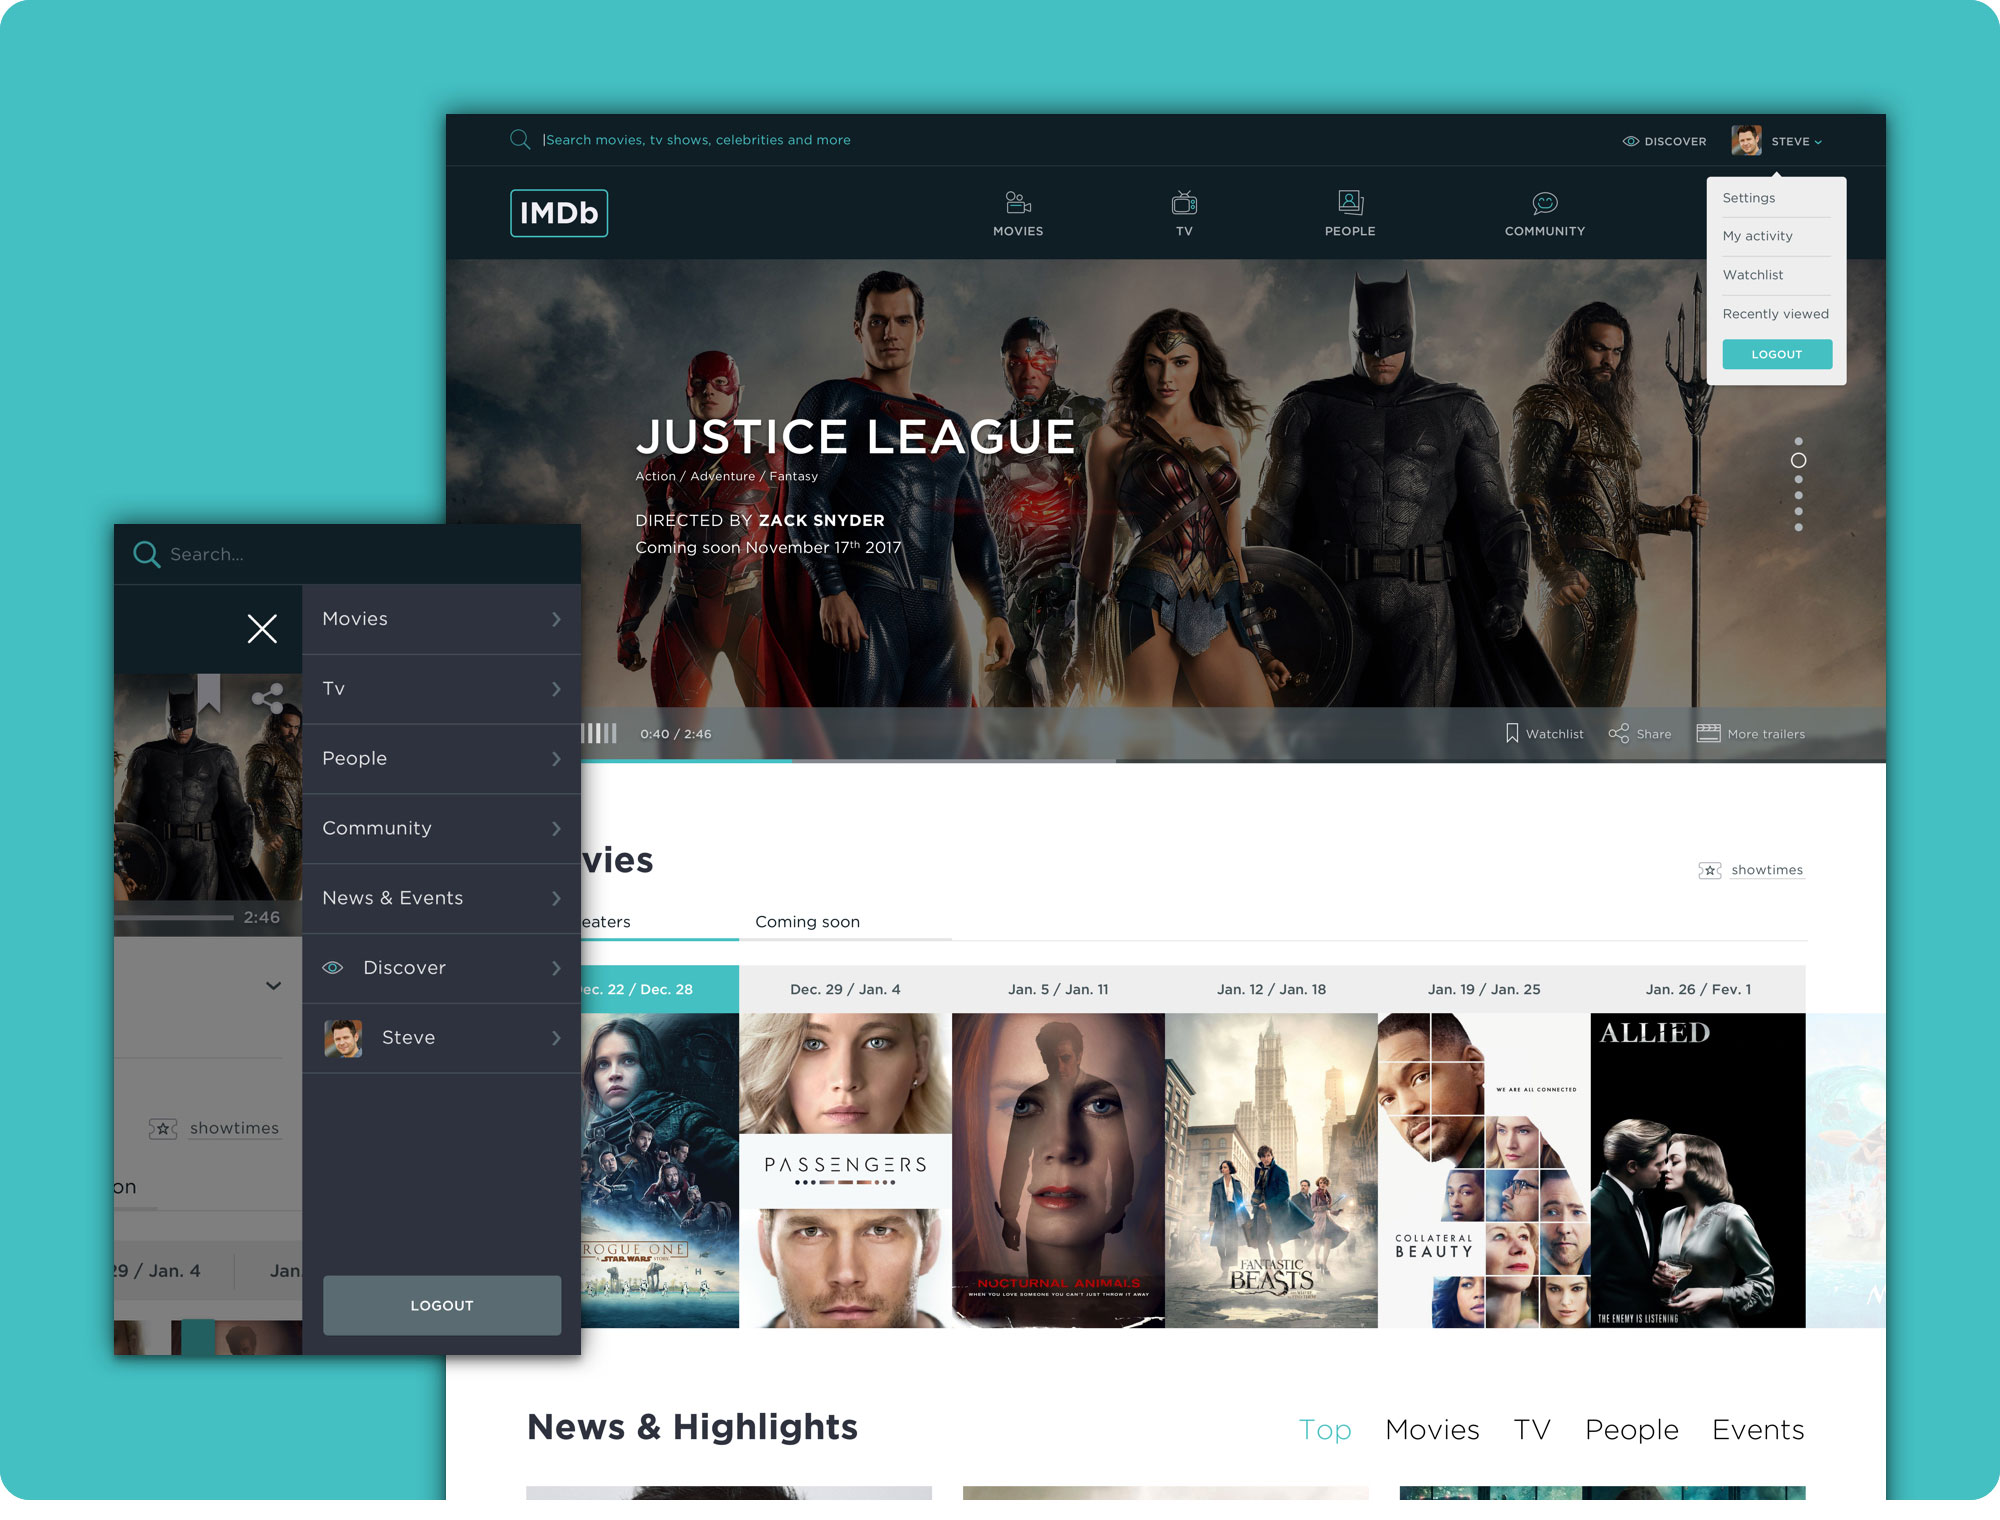 Search movies, tv shows, celebrities and more
DISCOVER
STEVE
IMDb
MOVIES
TV
PEOPLE
COMMUNITY
Settings
My activity
Watchlist
Recently viewed
LOGOUT
JUSTICE LEAGUE
Action / Adventure / Fantasy
DIRECTED BY ZACK SNYDER
Coming soon November 17th 2017
0:40 / 2:46
Watchlist
Share
More trailers
Search...
Movies
Tv
People
Community
News & Events
Discover
Steve
LOGOUT
2:46
showtimes
on
29 / Jan. 4
Jan.
vies
showtimes
eaters
Coming soon
ec. 22 / Dec. 28
Dec. 29 / Jan. 4
Jan. 5 / Jan. 11
Jan. 12 / Jan. 18
Jan. 19 / Jan. 25
Jan. 26 / Fev. 1
ROGUE ONE
A STAR WARS STORY
PASSENGERS
NOCTURNAL ANIMALS
WHEN YOU LOVE SOMEONE YOU CAN'T JUST THROW IT AWAY
FANTASTIC
BEASTS
WE ARE ALL CONNECTED
COLLATERAL
BEAUTY
ALLIED
THE ENEMY IS LISTENING
News & Highlights
Top
Movies
TV
People
Events